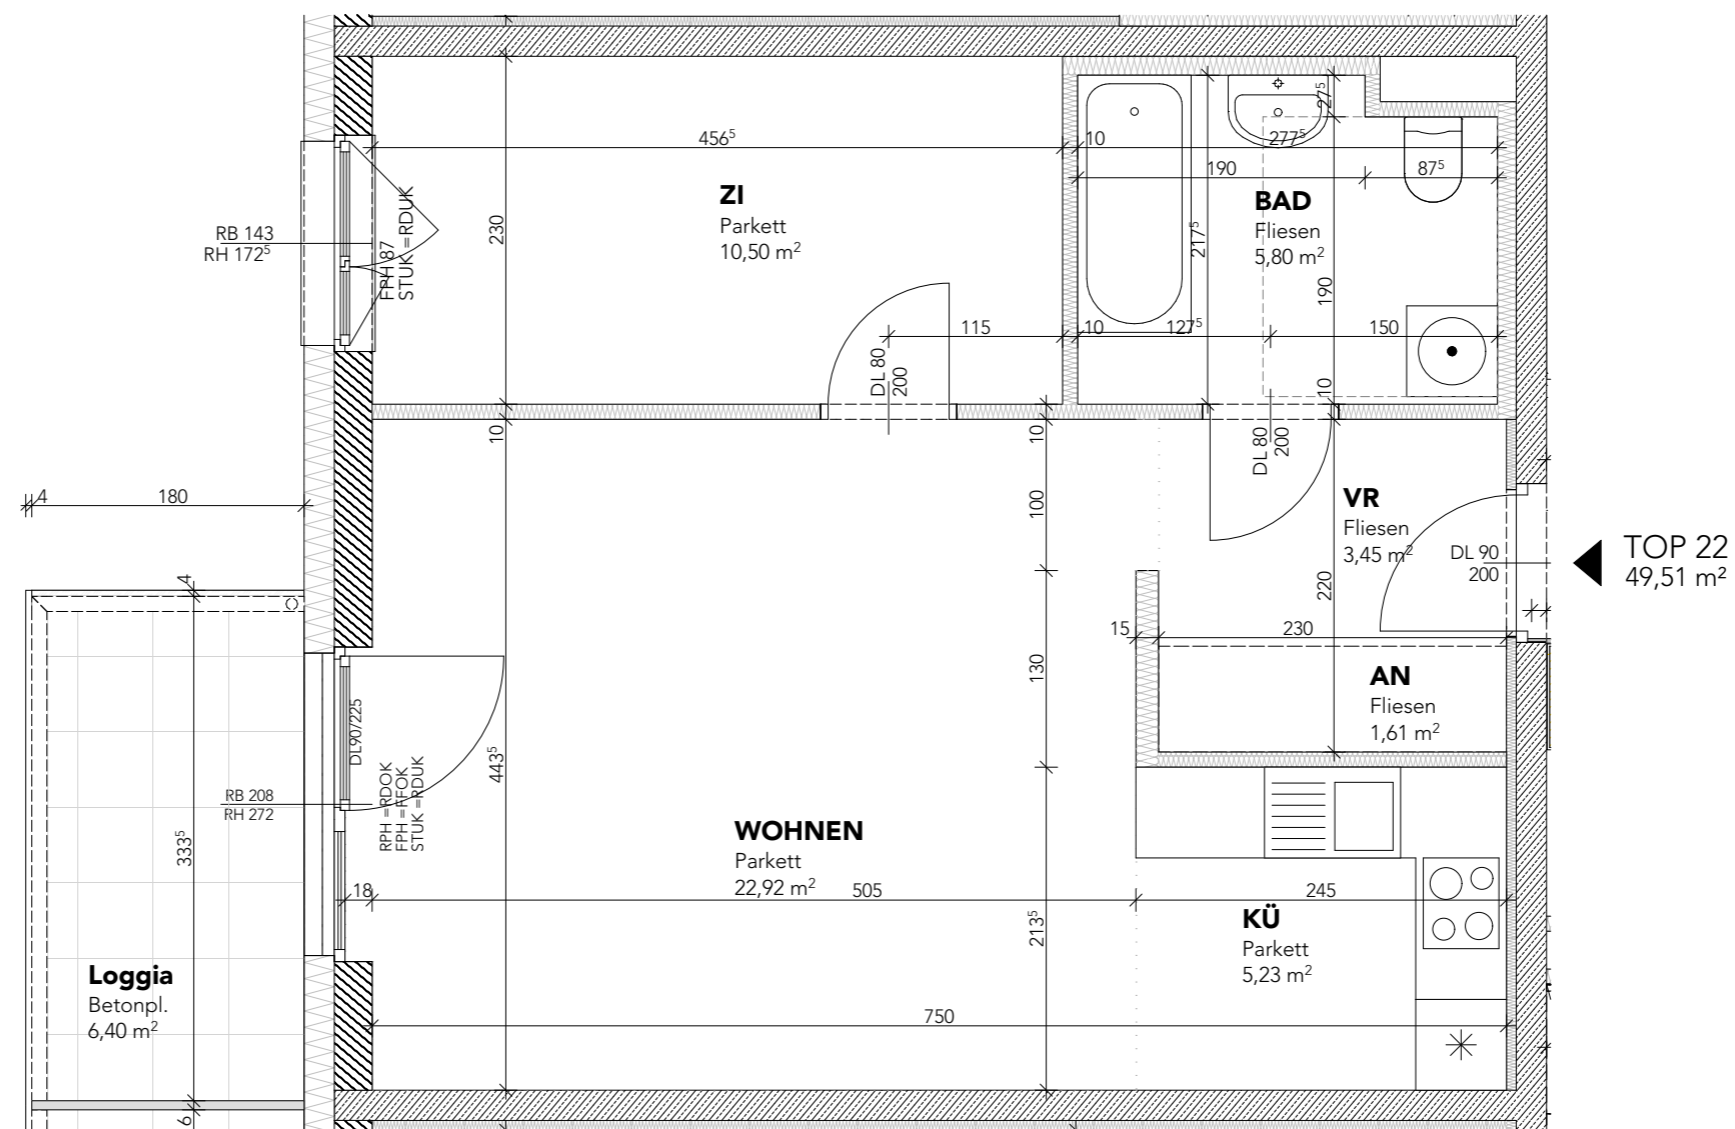 456⁵
10
277⁵
27⁵
190
87⁵
ZI
Parkett
10,50 m²
BAD
Fliesen
5,80 m²
230
217⁵
190
RB 143
RH 172⁵
FPH 87
STUK =RDUK
115
10
127⁵
150
DL 80
200
10
10
10
DL 80
200
4
180
100
VR
Fliesen
3,45 m²
DL 90
200
TOP 22
49,51 m²
4
220
15
230
130
AN
Fliesen
1,61 m²
DL90/225
443⁵
RB 208
RH 272
RPH =RDOK
FPH =FFOK
STUK =RDUK
333⁵
WOHNEN
Parkett
22,92 m²
18
505
245
213⁵
KÜ
Parkett
5,23 m²
Loggia
Betonpl.
6,40 m²
750
6